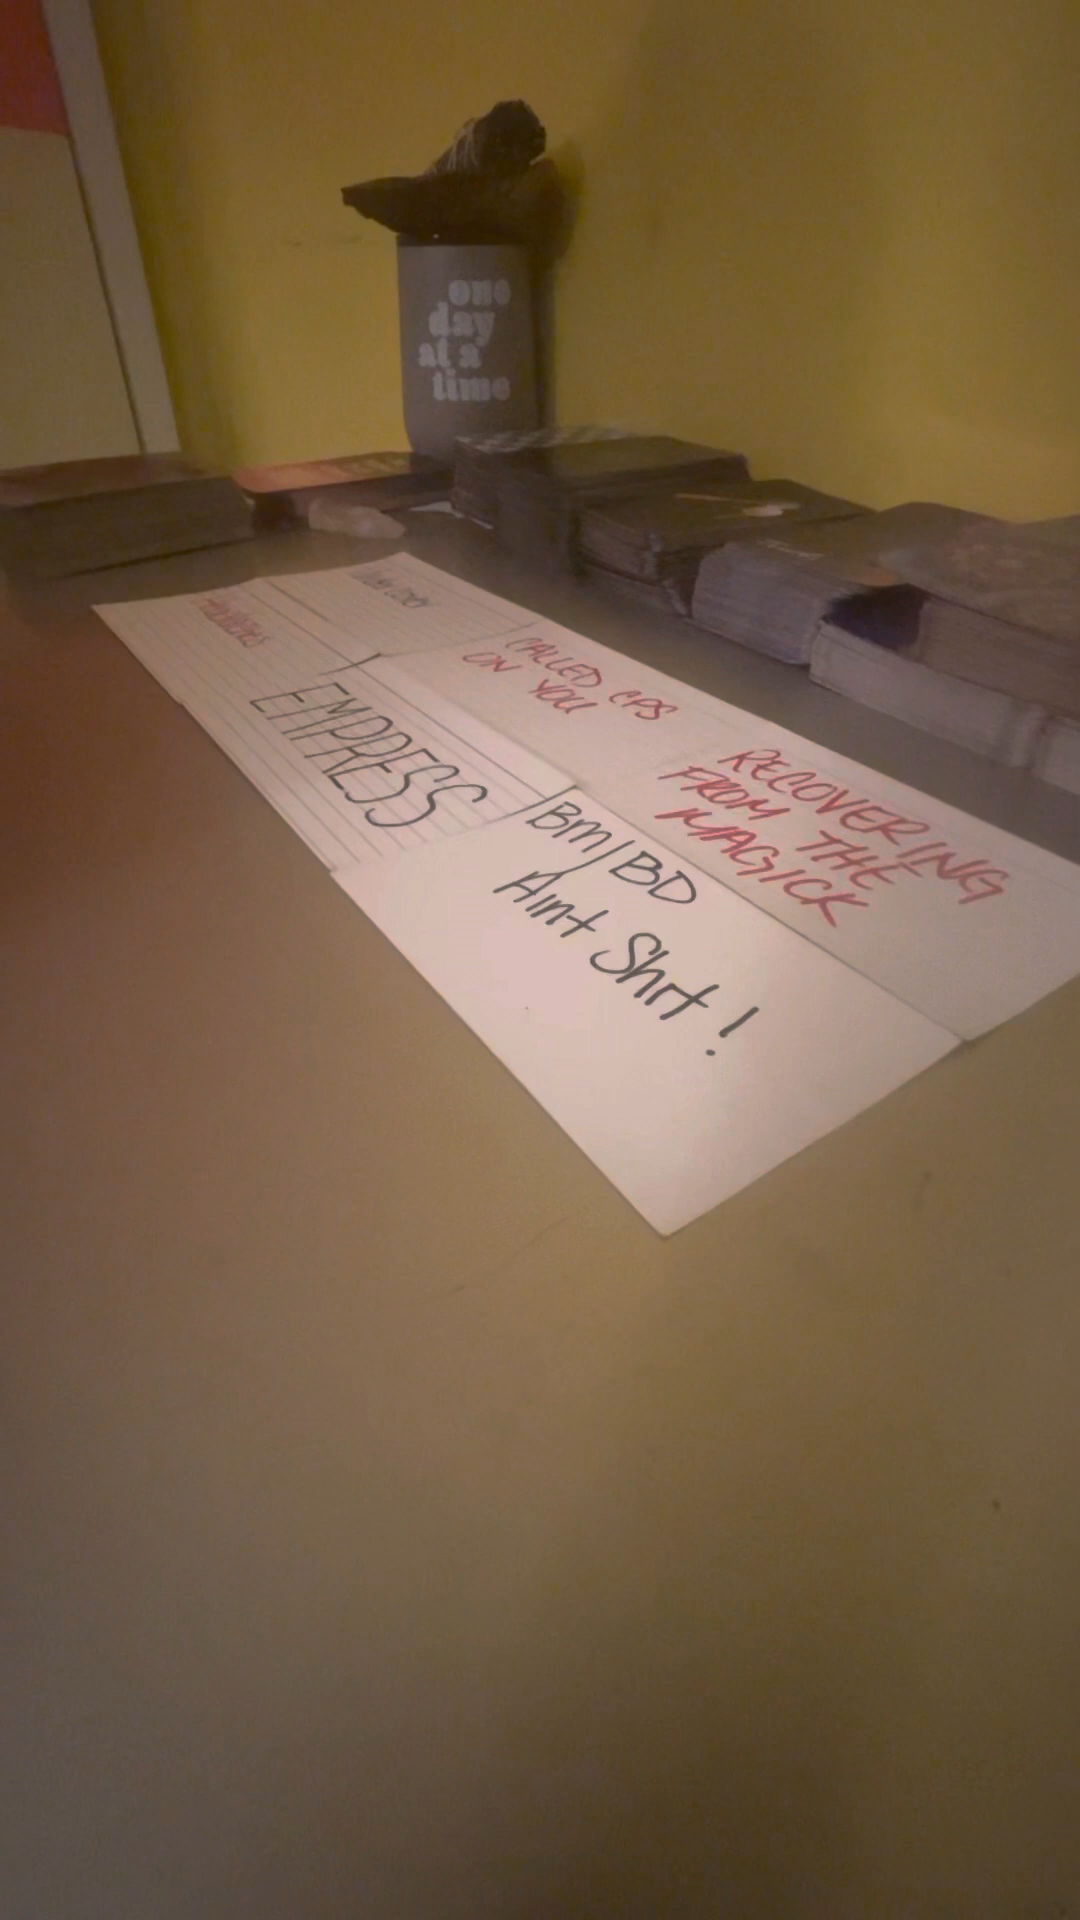 one
day
at a
time
CALLED CPS
ON YOU
EMPRESS
RECOVERING
FROM THE
MAGICK
BM/BD
Aint Shit!